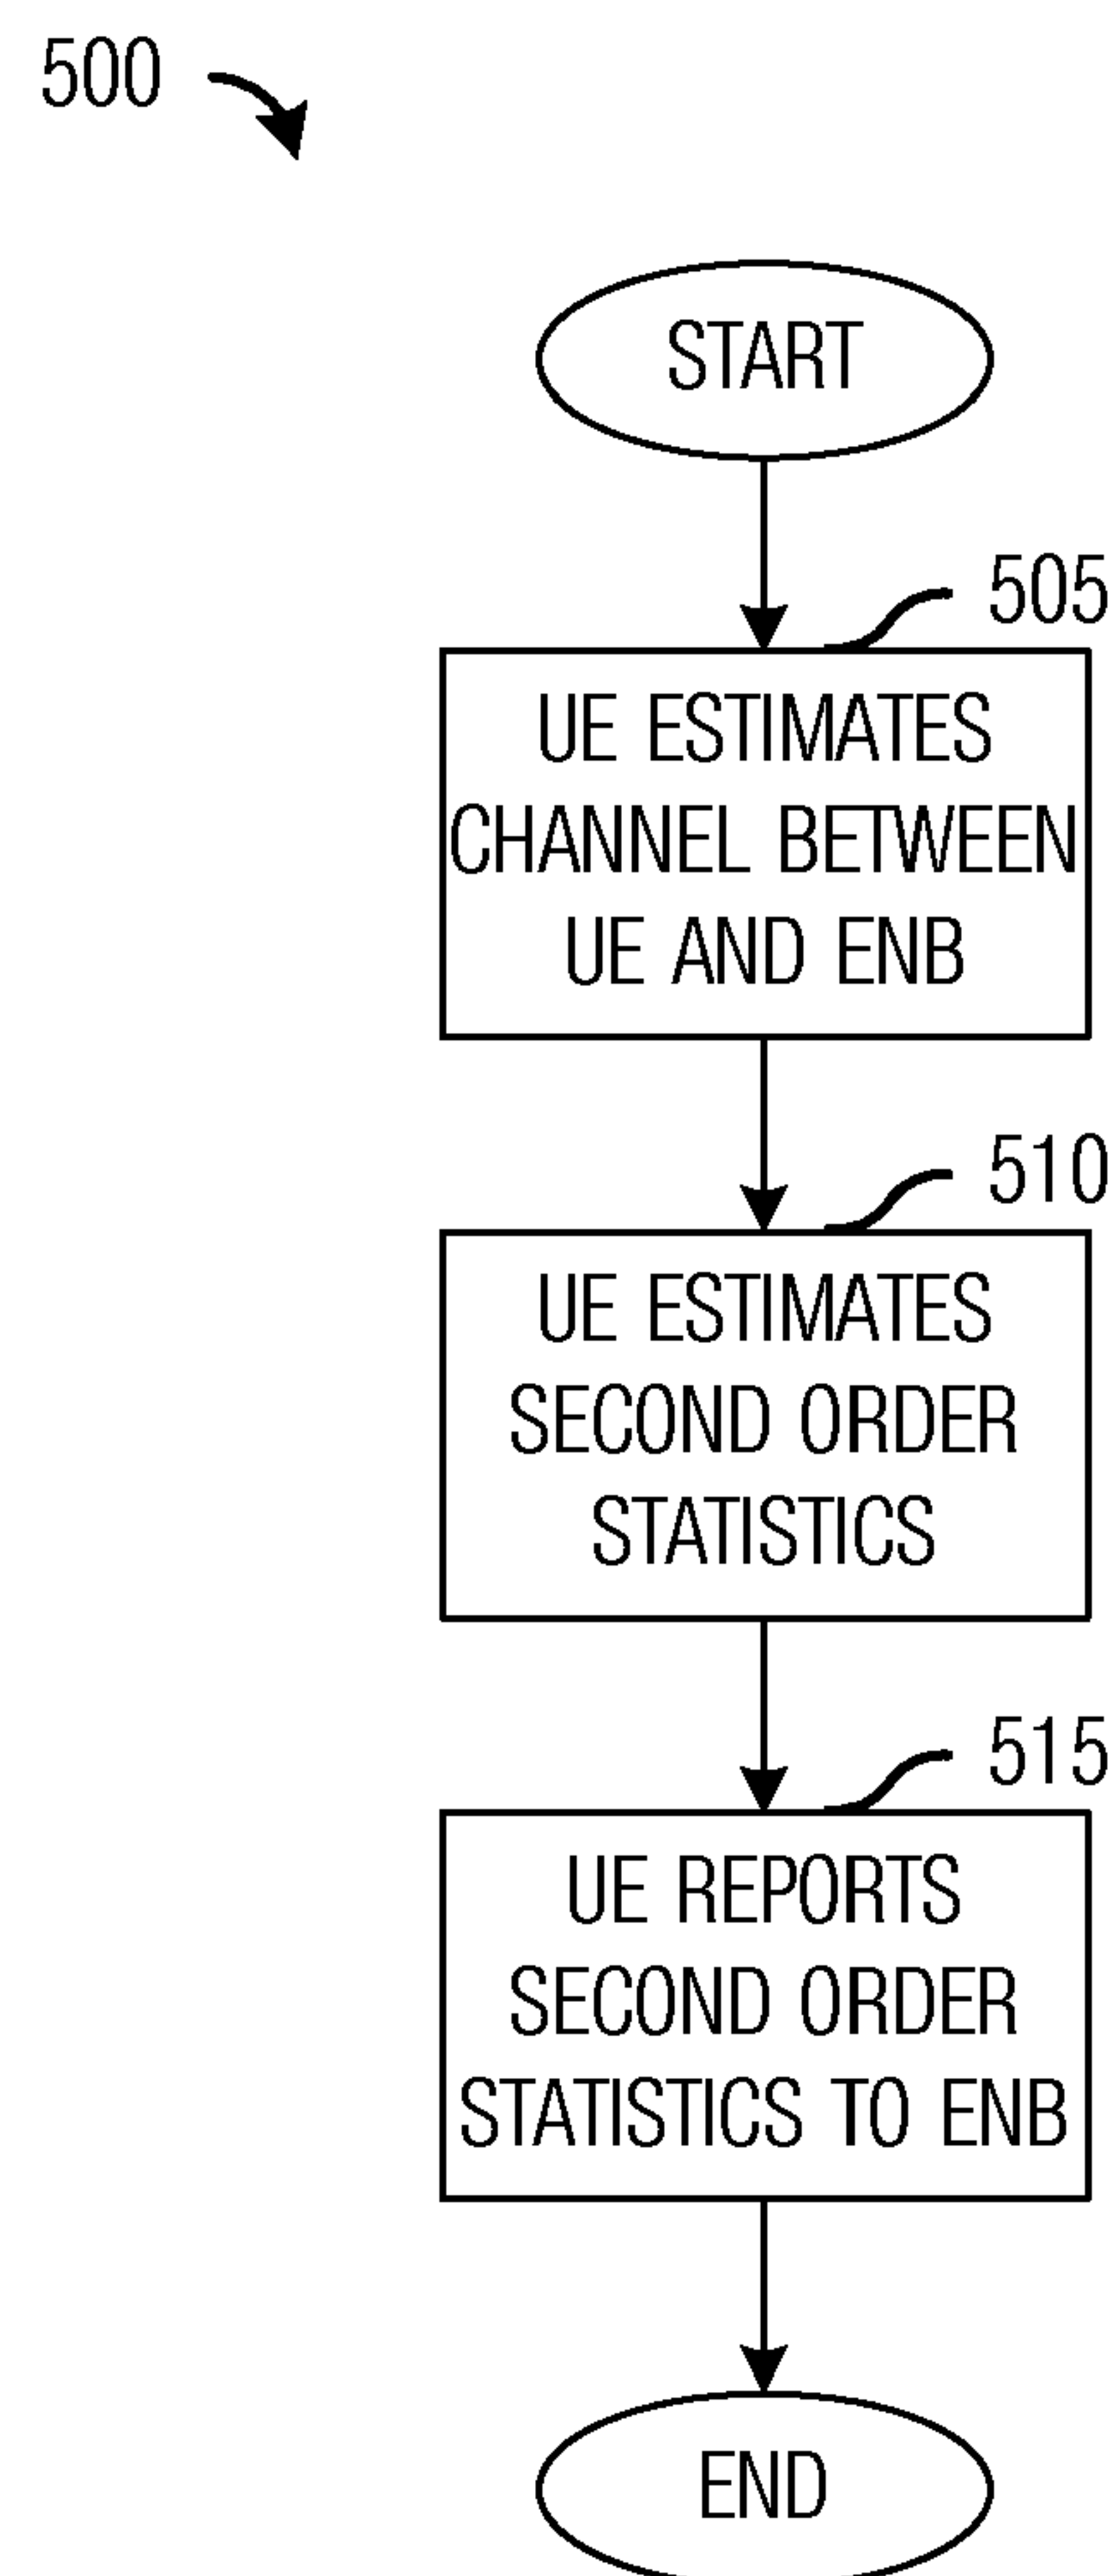 500
START
505
UE ESTIMATES
CHANNEL BETWEEN
UE AND ENB
510
UE ESTIMATES
SECOND ORDER
STATISTICS
515
UE REPORTS
SECOND ORDER
STATISTICS TO ENB
END